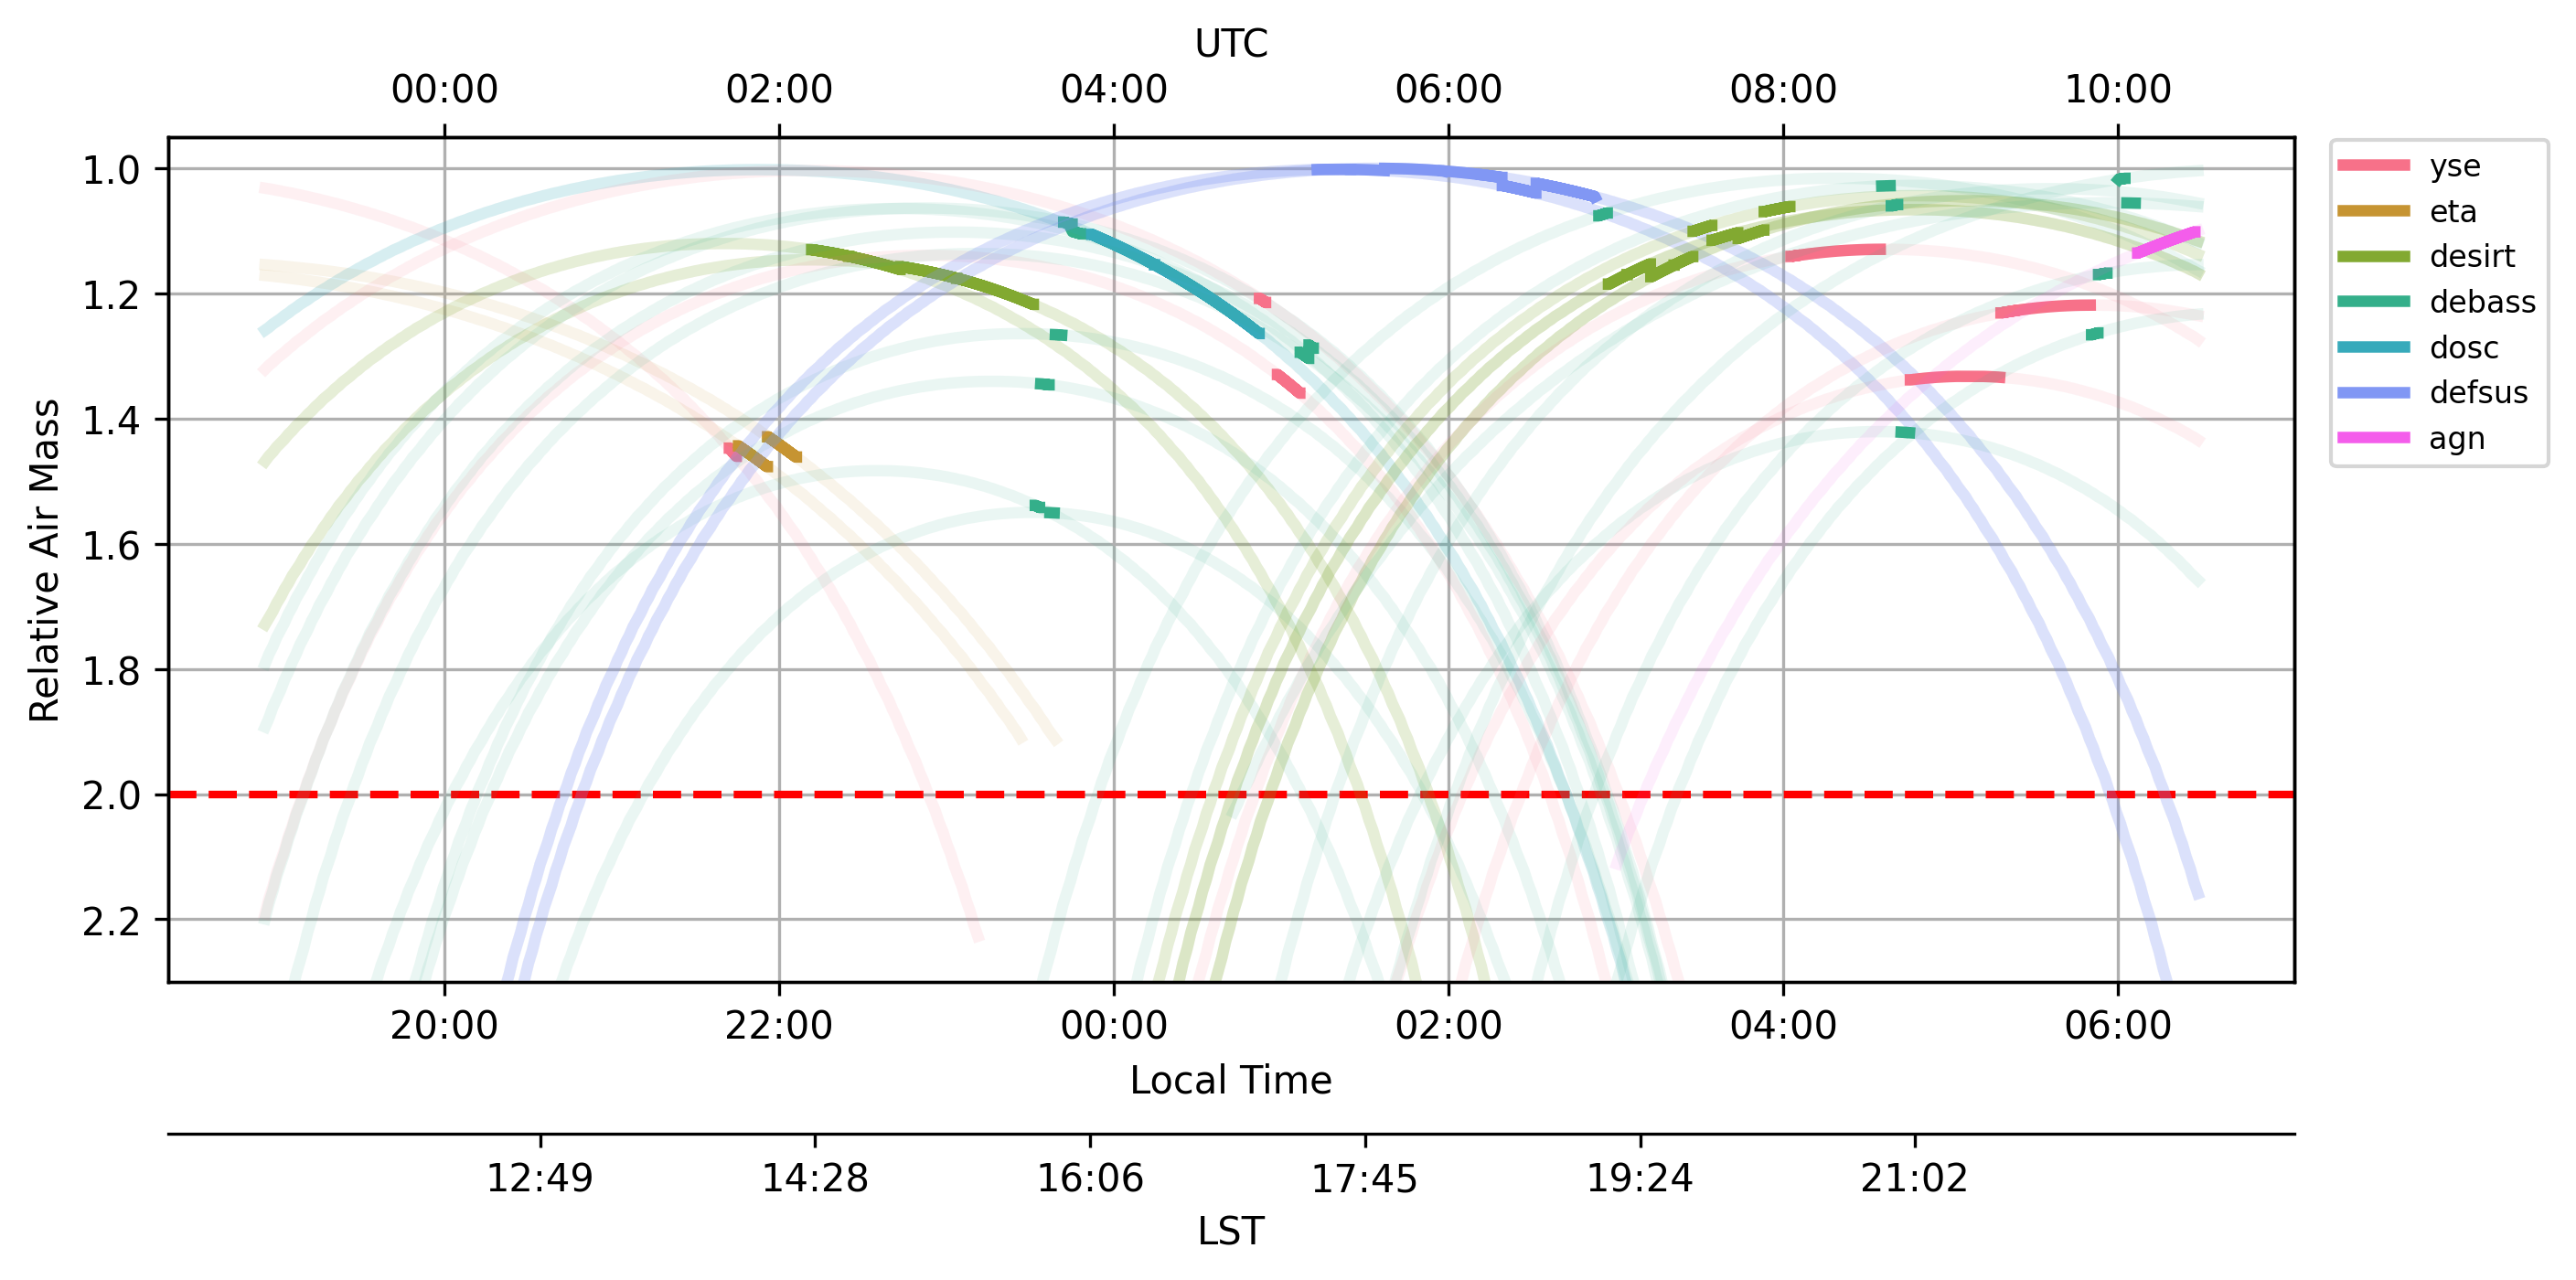 UTC
00:00 02:00 04:00 06:00 08:00 10:00
Relative Air Mass
1.0
1.2
1.4
1.6
1.8
2.0
2.2
yse
eta
desirt
debass
dosc
defsus
agn
20:00 22:00 00:00 02:00 04:00 06:00
Local Time
12:49 14:28 16:06 17:45 19:24 21:02
LST